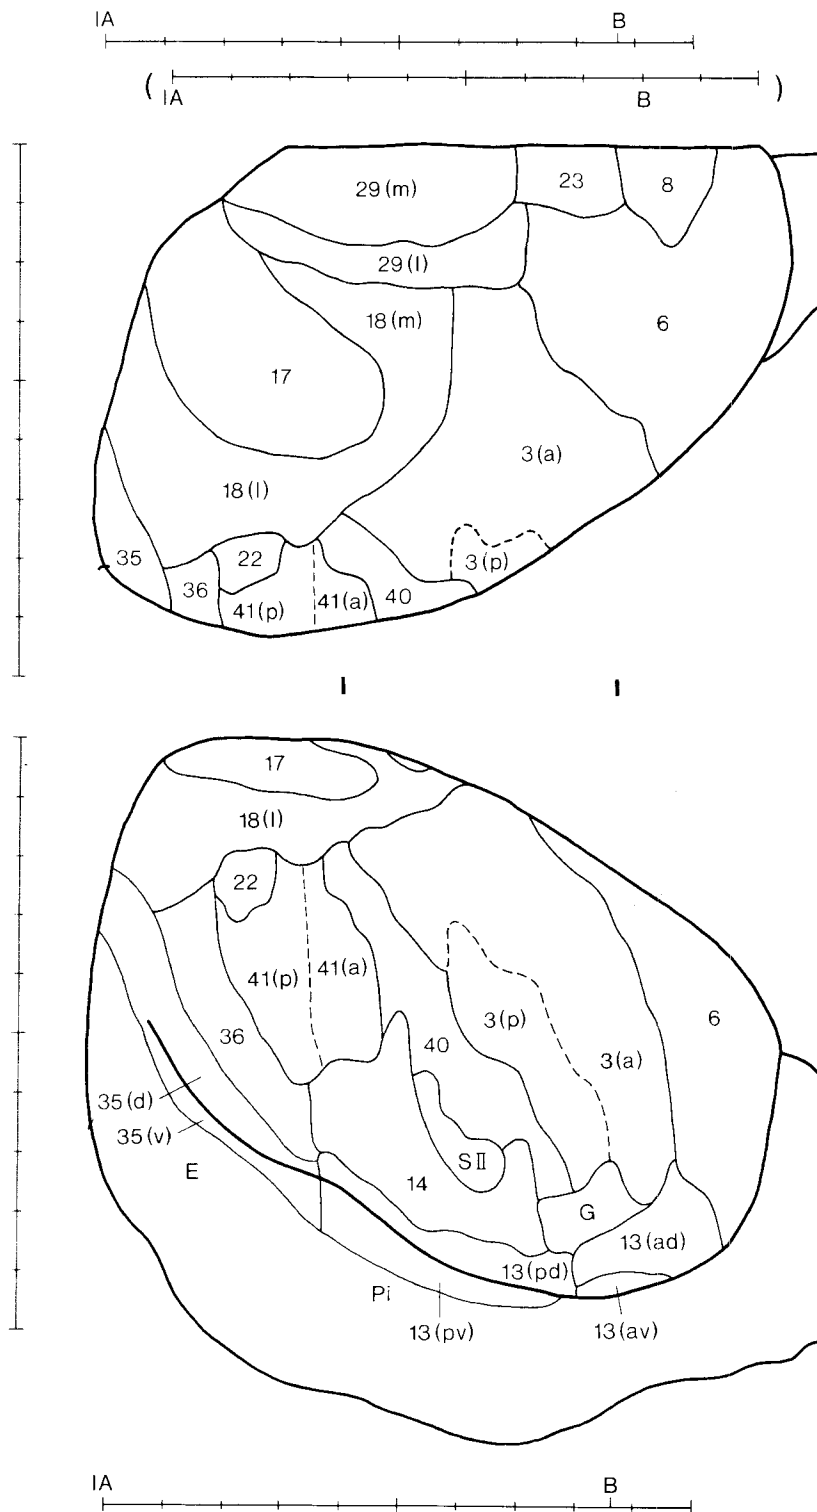 IA B
( IA B )
29(m) 23 8
29(l)
18(m) 6
17
3(a)
18(l)
35 22 3(p)
36 41(p) 41(a) 40
I I
17
18(l)
22
41(p) 41(a)
3(p) 6
36 40 3(a)
35(d)
35(v)
E SII
14
G
13(ad)
13(pd)
Pi
13(pv) 13(av)
IA B